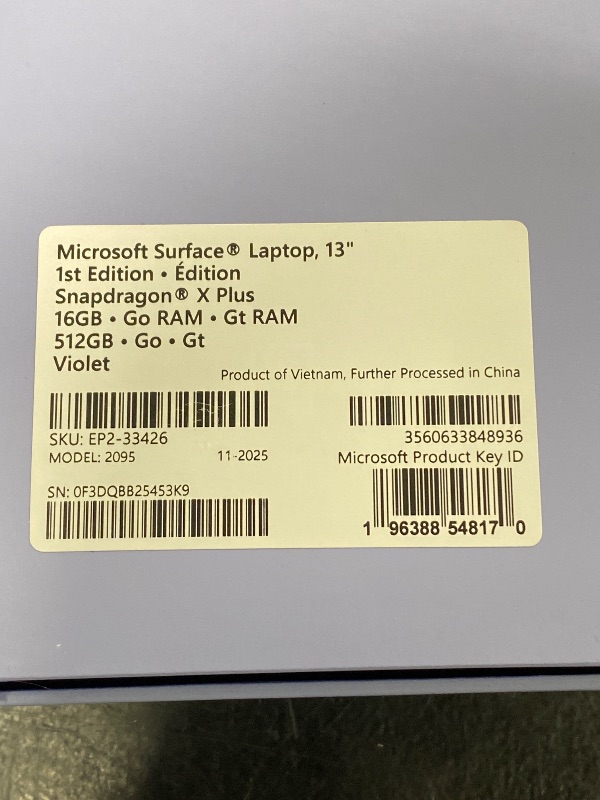 Microsoft Surface® Laptop, 13"
1st Edition • Édition
Snapdragon® X Plus
16GB • Go RAM • Gt RAM
512GB • Go • Gt
Violet
Product of Vietnam, Further Processed in China
SKU: EP2-33426
MODEL: 2095 11-2025
SN: 0F3DQBB25453K9
3560633848936
Microsoft Product Key ID
1 96388 54817 0